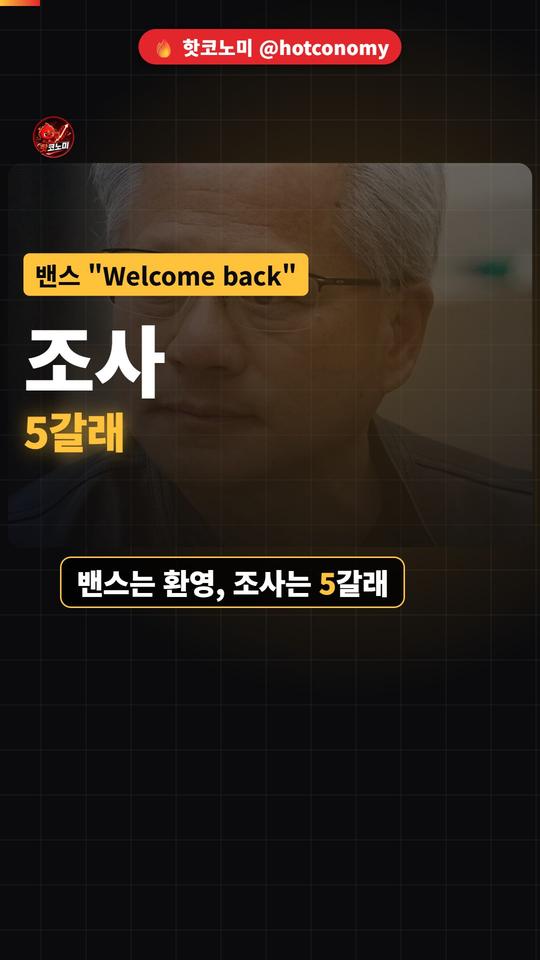 🔥 핫코노미 @hotconomy
핫코노미
밴스 "Welcome back"
조사
5갈래
밴스는 환영, 조사는 5갈래